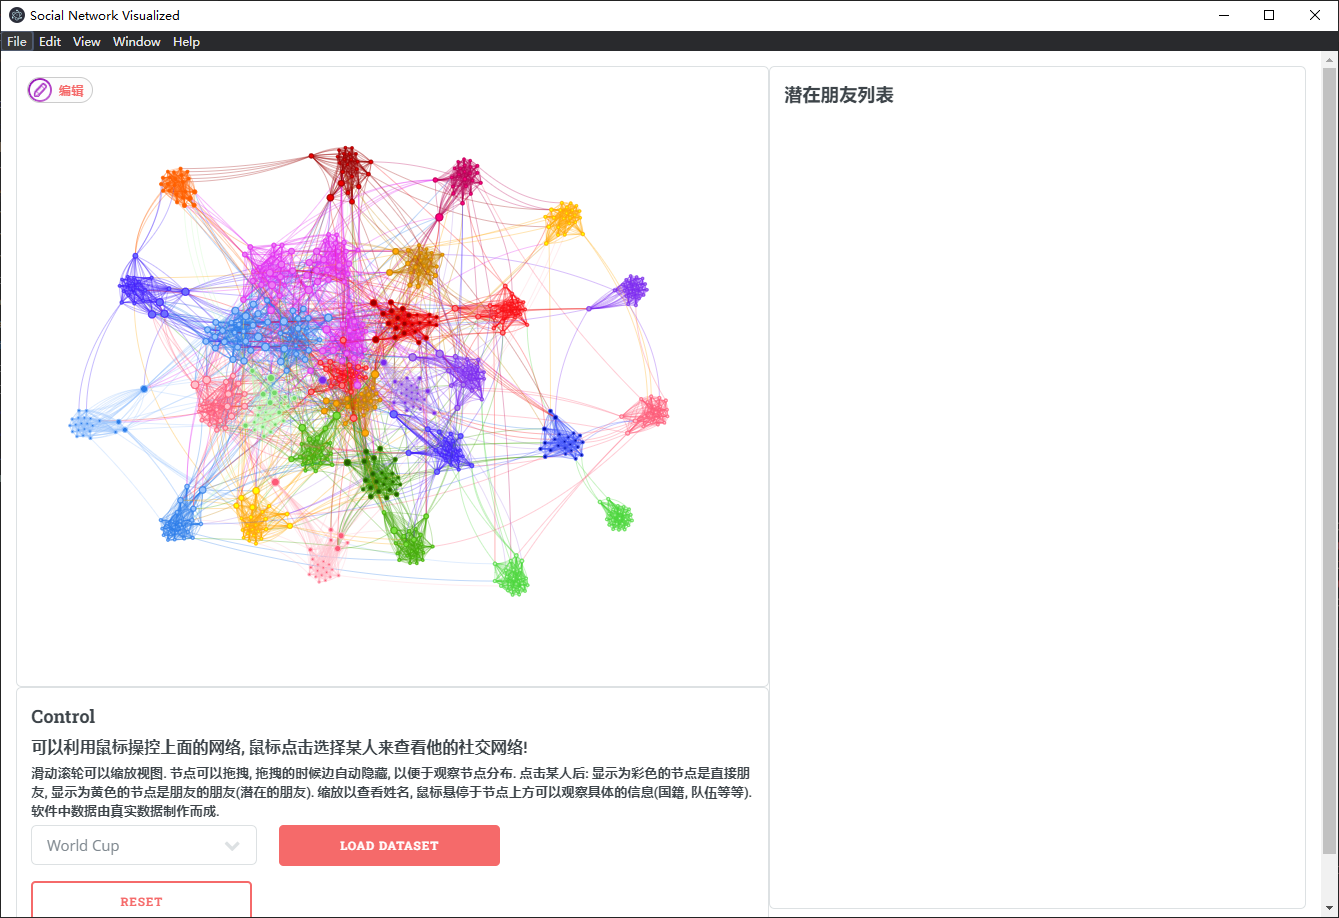 Social Network Visualized
File Edit View Window Help
编辑
潜在朋友列表
Control
可以利用鼠标操控上面的网络, 鼠标点击选择某人来查看他的社交网络!
滑动滚轮可以缩放视图. 节点可以拖拽, 拖拽的时候边自动隐藏, 以便于观察节点分布. 点击某人后: 显示为彩色的节点是直接朋
友, 显示为黄色的节点是朋友的朋友(潜在的朋友). 缩放以查看姓名, 鼠标悬停于节点上方可以观察具体的信息(国籍, 队伍等等).
软件中数据由真实数据制作而成.
World Cup
LOAD DATASET
RESET